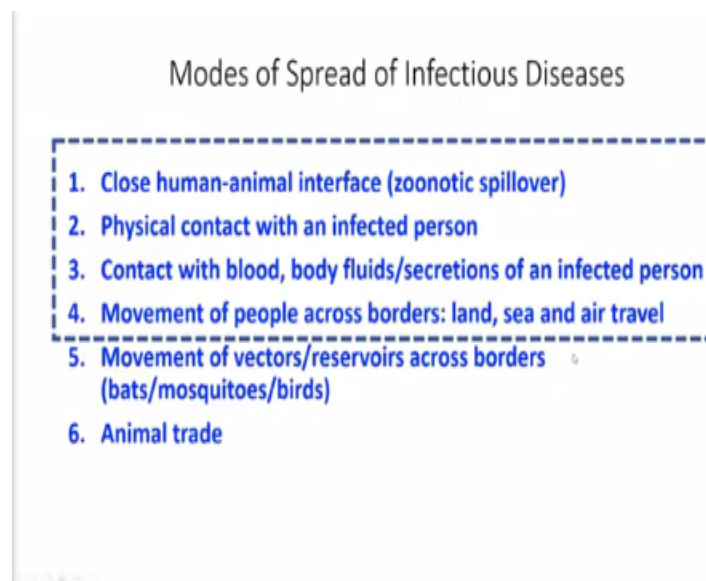 Modes of Spread of Infectious Diseases
1. Close human-animal interface (zoonotic spillover)
2. Physical contact with an infected person
3. Contact with blood, body fluids/secretions of an infected person
4. Movement of people across borders: land, sea and air travel
5. Movement of vectors/reservoirs across borders
(bats/mosquitoes/birds)
6. Animal trade